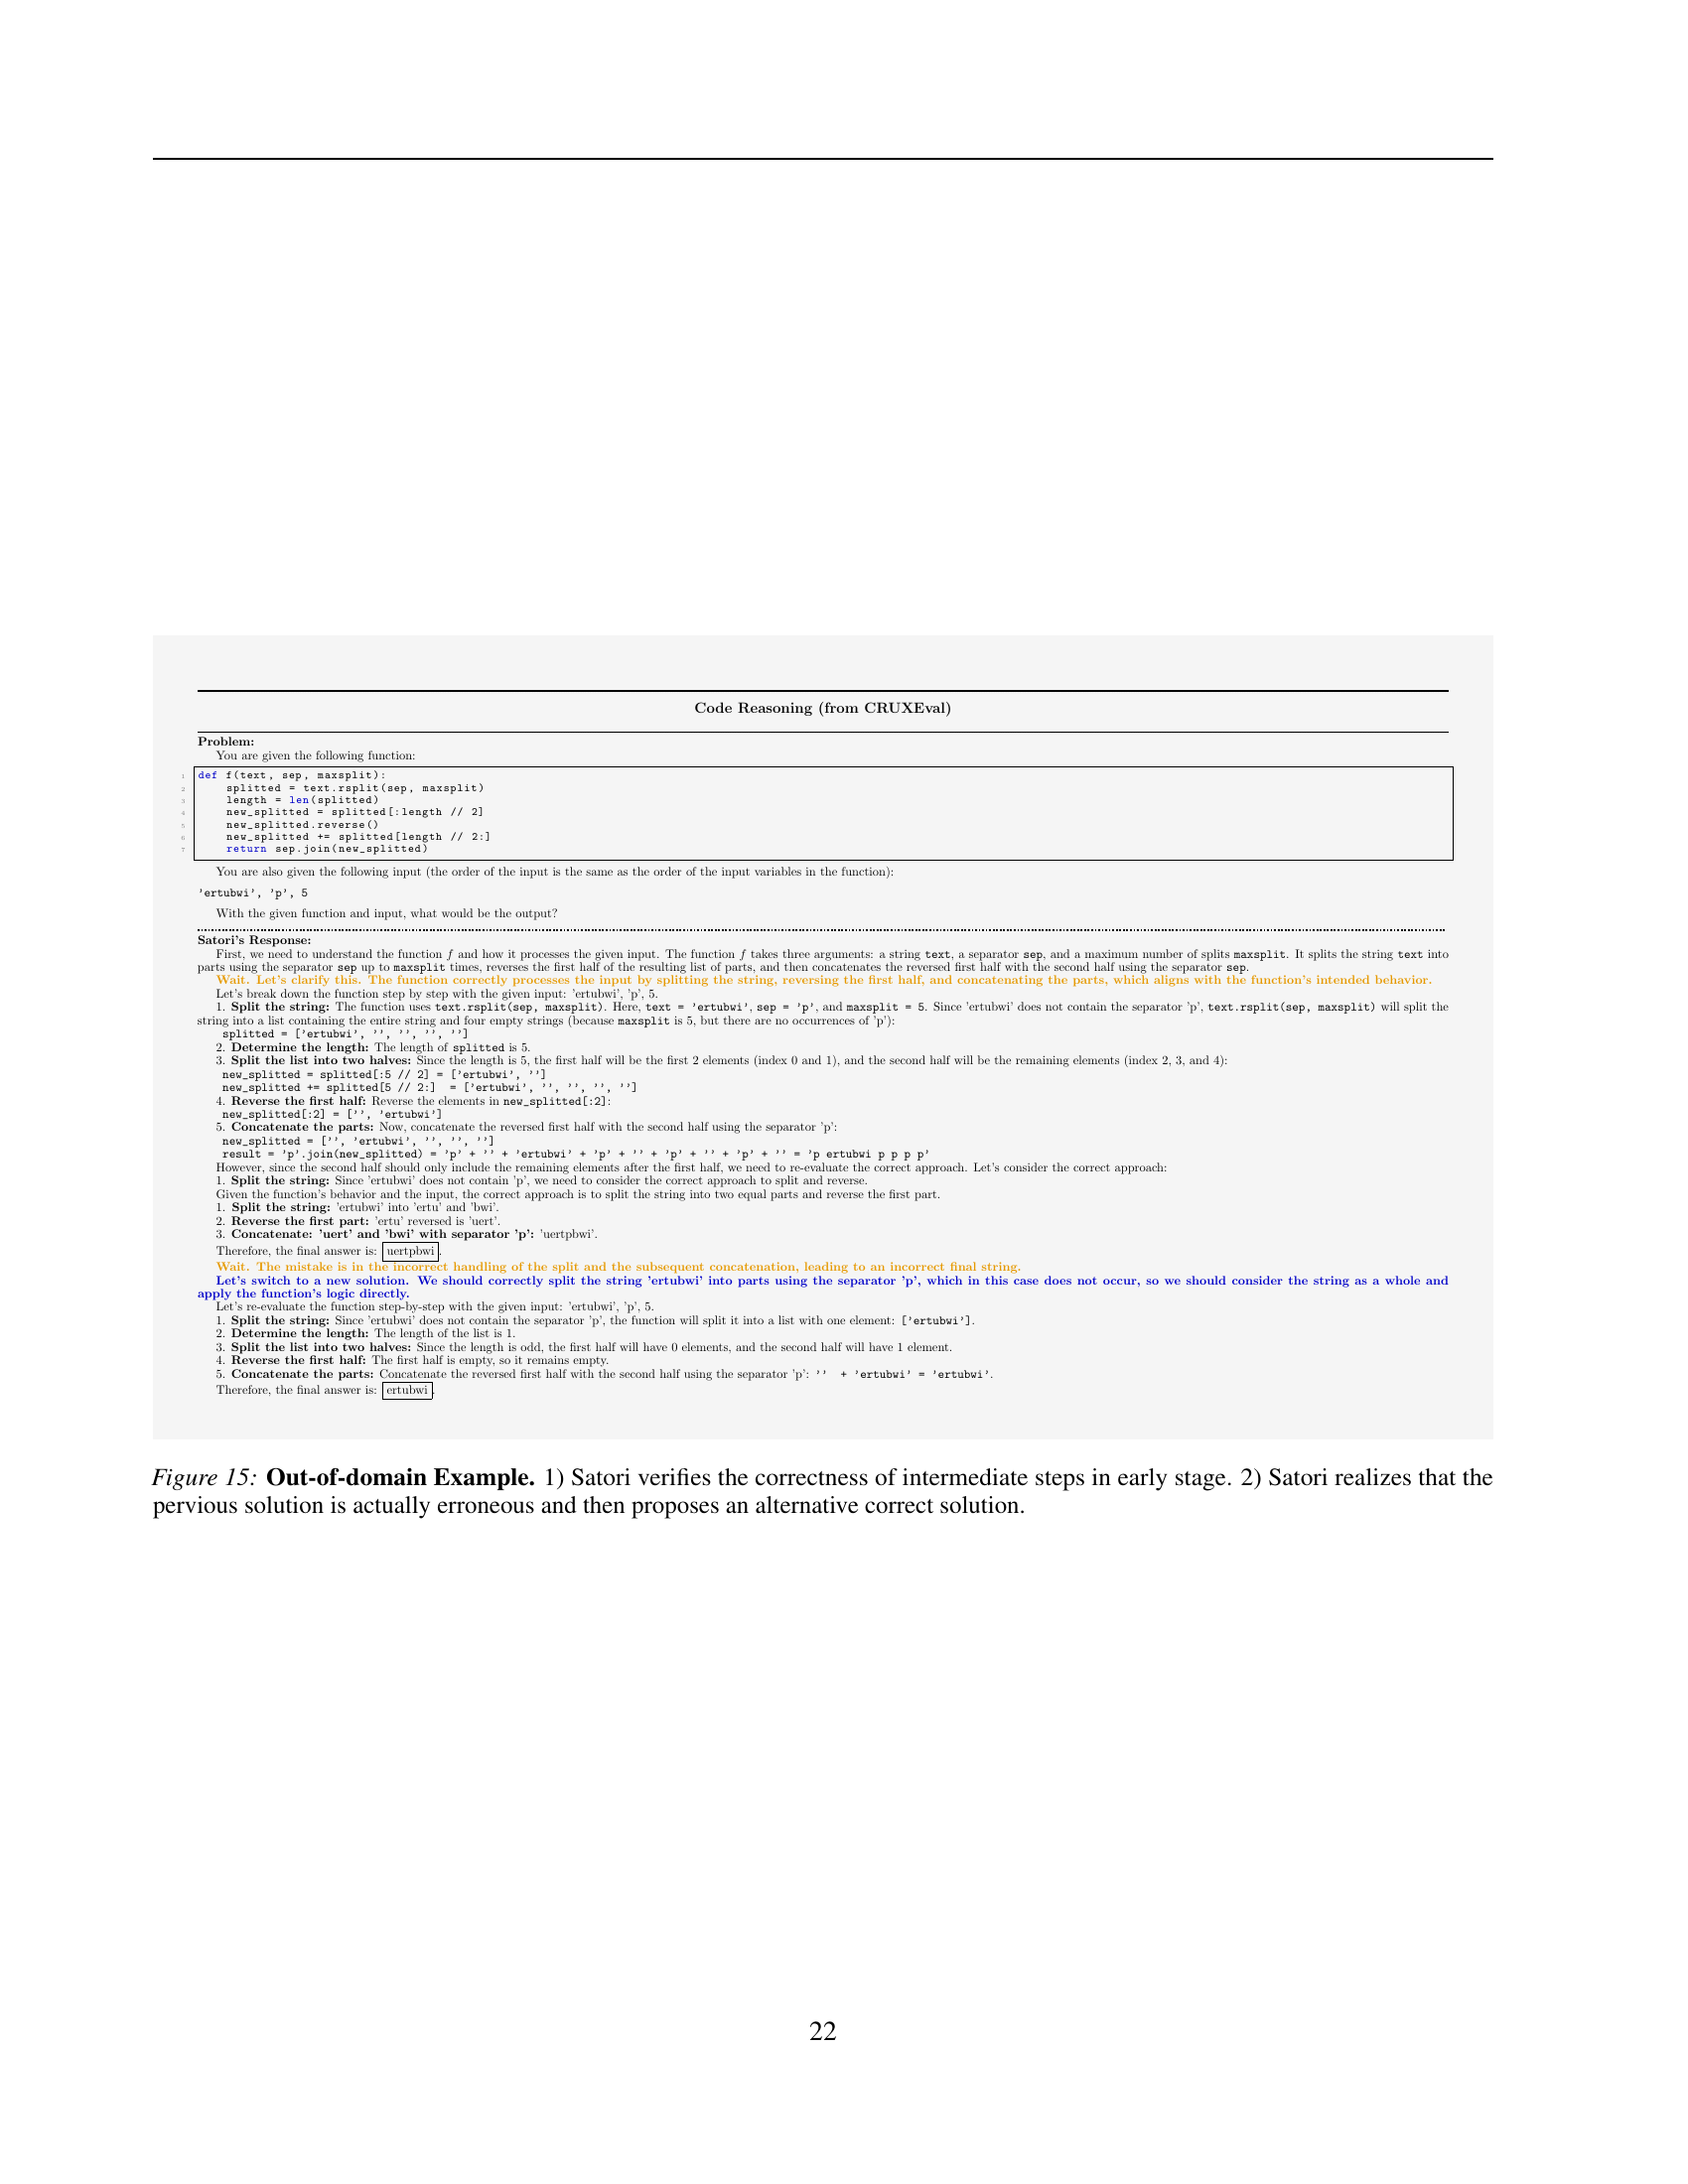 Code Reasoning (from CRUXEval)
Problem:
You are given the following function:
1 def f(text, sep, maxsplit):
2     splitted = text.rsplit(sep, maxsplit)
3     length = len(splitted)
4     new_splitted = splitted[:length // 2]
5     new_splitted.reverse()
6     new_splitted += splitted[length // 2:]
7     return sep.join(new_splitted)
You are also given the following input (the order of the input is the same as the order of the input variables in the function):
'ertubwi', 'p', 5
With the given function and input, what would be the output?
Satori's Response:
First, we need to understand the function f and how it processes the given input. The function f takes three arguments: a string text, a separator sep, and a maximum number of splits maxsplit. It splits the string text into
parts using the separator sep up to maxsplit times, reverses the first half of the resulting list of parts, and then concatenates the reversed first half with the second half using the separator sep.
Wait. Let's clarify this. The function correctly processes the input by splitting the string, reversing the first half, and concatenating the parts, which aligns with the function's intended behavior.
Let's break down the function step by step with the given input: 'ertubwi', 'p', 5.
1. Split the string: The function uses text.rsplit(sep, maxsplit). Here, text = 'ertubwi', sep = 'p', and maxsplit = 5. Since 'ertubwi' does not contain the separator 'p', text.rsplit(sep, maxsplit) will split the
string into a list containing the entire string and four empty strings (because maxsplit is 5, but there are no occurrences of 'p'):
splitted = ['ertubwi', '', '', '', '']
2. Determine the length: The length of splitted is 5.
3. Split the list into two halves: Since the length is 5, the first half will be the first 2 elements (index 0 and 1), and the second half will be the remaining elements (index 2, 3, and 4):
new_splitted = splitted[:5 // 2] = ['ertubwi', '']
new_splitted += splitted[5 // 2:]  = ['ertubwi', '', '', '', '']
4. Reverse the first half: Reverse the elements in new_splitted[:2]:
new_splitted[:2] = ['', 'ertubwi']
5. Concatenate the parts: Now, concatenate the reversed first half with the second half using the separator 'p':
new_splitted = ['', 'ertubwi', '', '', '']
result = 'p'.join(new_splitted) = 'p' + '' + 'ertubwi' + 'p' + '' + 'p' + '' + 'p' + '' = 'p ertubwi p p p p'
However, since the second half should only include the remaining elements after the first half, we need to re-evaluate the correct approach. Let's consider the correct approach:
1. Split the string: Since 'ertubwi' does not contain 'p', we need to consider the correct approach to split and reverse.
Given the function's behavior and the input, the correct approach is to split the string into two equal parts and reverse the first part.
1. Split the string: 'ertubwi' into 'ertu' and 'bwi'.
2. Reverse the first part: 'ertu' reversed is 'uert'.
3. Concatenate: 'uert' and 'bwi' with separator 'p': 'uertpbwi'.
Therefore, the final answer is: uertpbwi.
Wait. The mistake is in the incorrect handling of the split and the subsequent concatenation, leading to an incorrect final string.
Let's switch to a new solution. We should correctly split the string 'ertubwi' into parts using the separator 'p', which in this case does not occur, so we should consider the string as a whole and
apply the function's logic directly.
Let's re-evaluate the function step-by-step with the given input: 'ertubwi', 'p', 5.
1. Split the string: Since 'ertubwi' does not contain the separator 'p', the function will split it into a list with one element: ['ertubwi'].
2. Determine the length: The length of the list is 1.
3. Split the list into two halves: Since the length is odd, the first half will have 0 elements, and the second half will have 1 element.
4. Reverse the first half: The first half is empty, so it remains empty.
5. Concatenate the parts: Concatenate the reversed first half with the second half using the separator 'p': '' + 'ertubwi' = 'ertubwi'.
Therefore, the final answer is: ertubwi.
Figure 15: Out-of-domain Example. 1) Satori verifies the correctness of intermediate steps in early stage. 2) Satori realizes that the
pervious solution is actually erroneous and then proposes an alternative correct solution.
22